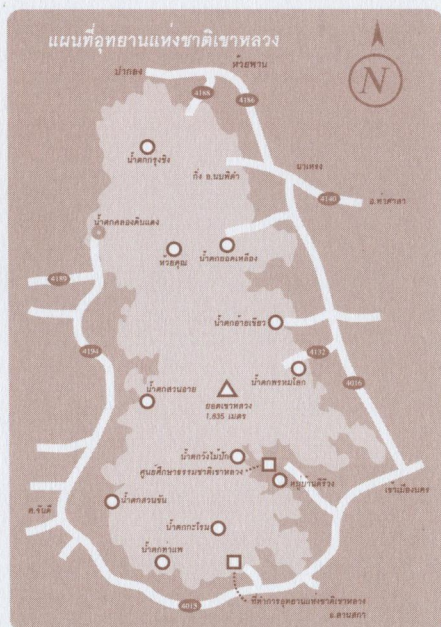 แผนที่อุทยานแห่งชาติเขาหลวง
N
ปากลง
ห้วยพาน
4188
4186
น้ำตกกรุงชิง
กิ่ง อ.นบพิตำ
นาเหรง
4140
อ.ท่าศาลา
น้ำตกคลองดินแดง
ห้วยคุณ
น้ำตกยอดเหลือง
4189
น้ำตกอ้ายเขียว
4194
4132
4016
น้ำตกพรหมโลก
น้ำตกสวนอาย
ยอดเขาหลวง
1,835 เมตร
น้ำตกวังไม้ปัก
ศูนย์ศึกษาธรรมชาติเขาหลวง
หมู่บ้านคีรีวง
เข้าเมืองนคร
น้ำตกสวนขัน
ต.จันดี
น้ำตกกะโรม
น้ำตกท่าแพ
4015
ที่ทำการอุทยานแห่งชาติเขาหลวง
อ.ลานสกา